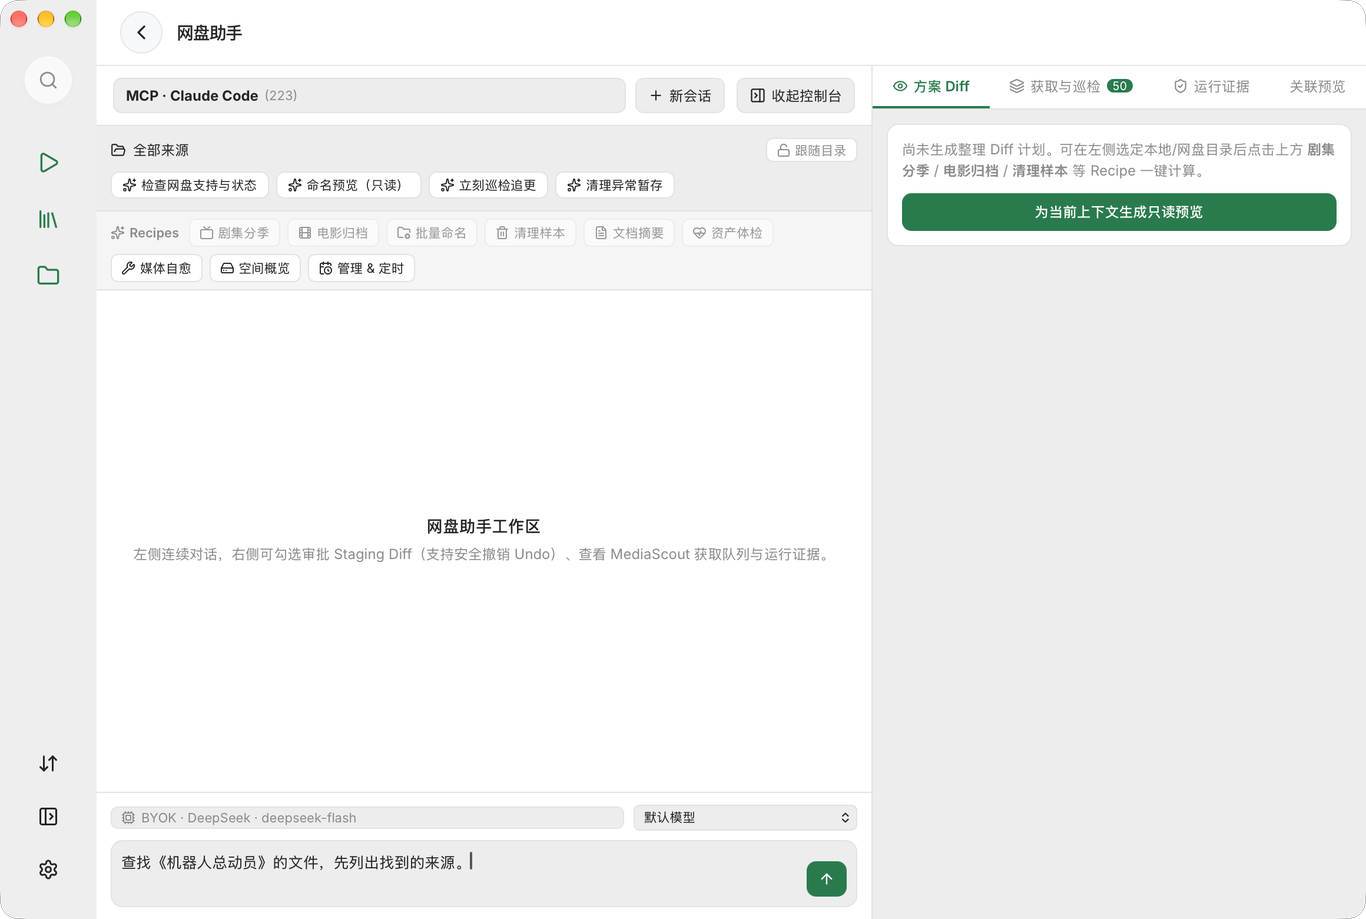 网盘助手
MCP · Claude Code (223)
新会话
收起控制台
全部来源
跟随目录
检查网盘支持与状态
命名预览（只读）
立刻巡检追更
清理异常暂存
Recipes
剧集分季
电影归档
批量命名
清理样本
文档摘要
资产体检
媒体自愈
空间概览
管理 & 定时
网盘助手工作区
左侧连续对话，右侧可勾选审批 Staging Diff（支持安全撤销 Undo）、查看 MediaScout 获取队列与运行证据。
BYOK · DeepSeek · deepseek-flash
默认模型
查找《机器人总动员》的文件，先列出找到的来源。
方案 Diff
获取与巡检 50
运行证据
关联预览
尚未生成整理 Diff 计划。可在左侧选定本地/网盘目录后点击上方 剧集
分季 / 电影归档 / 清理样本 等 Recipe 一键计算。
为当前上下文生成只读预览